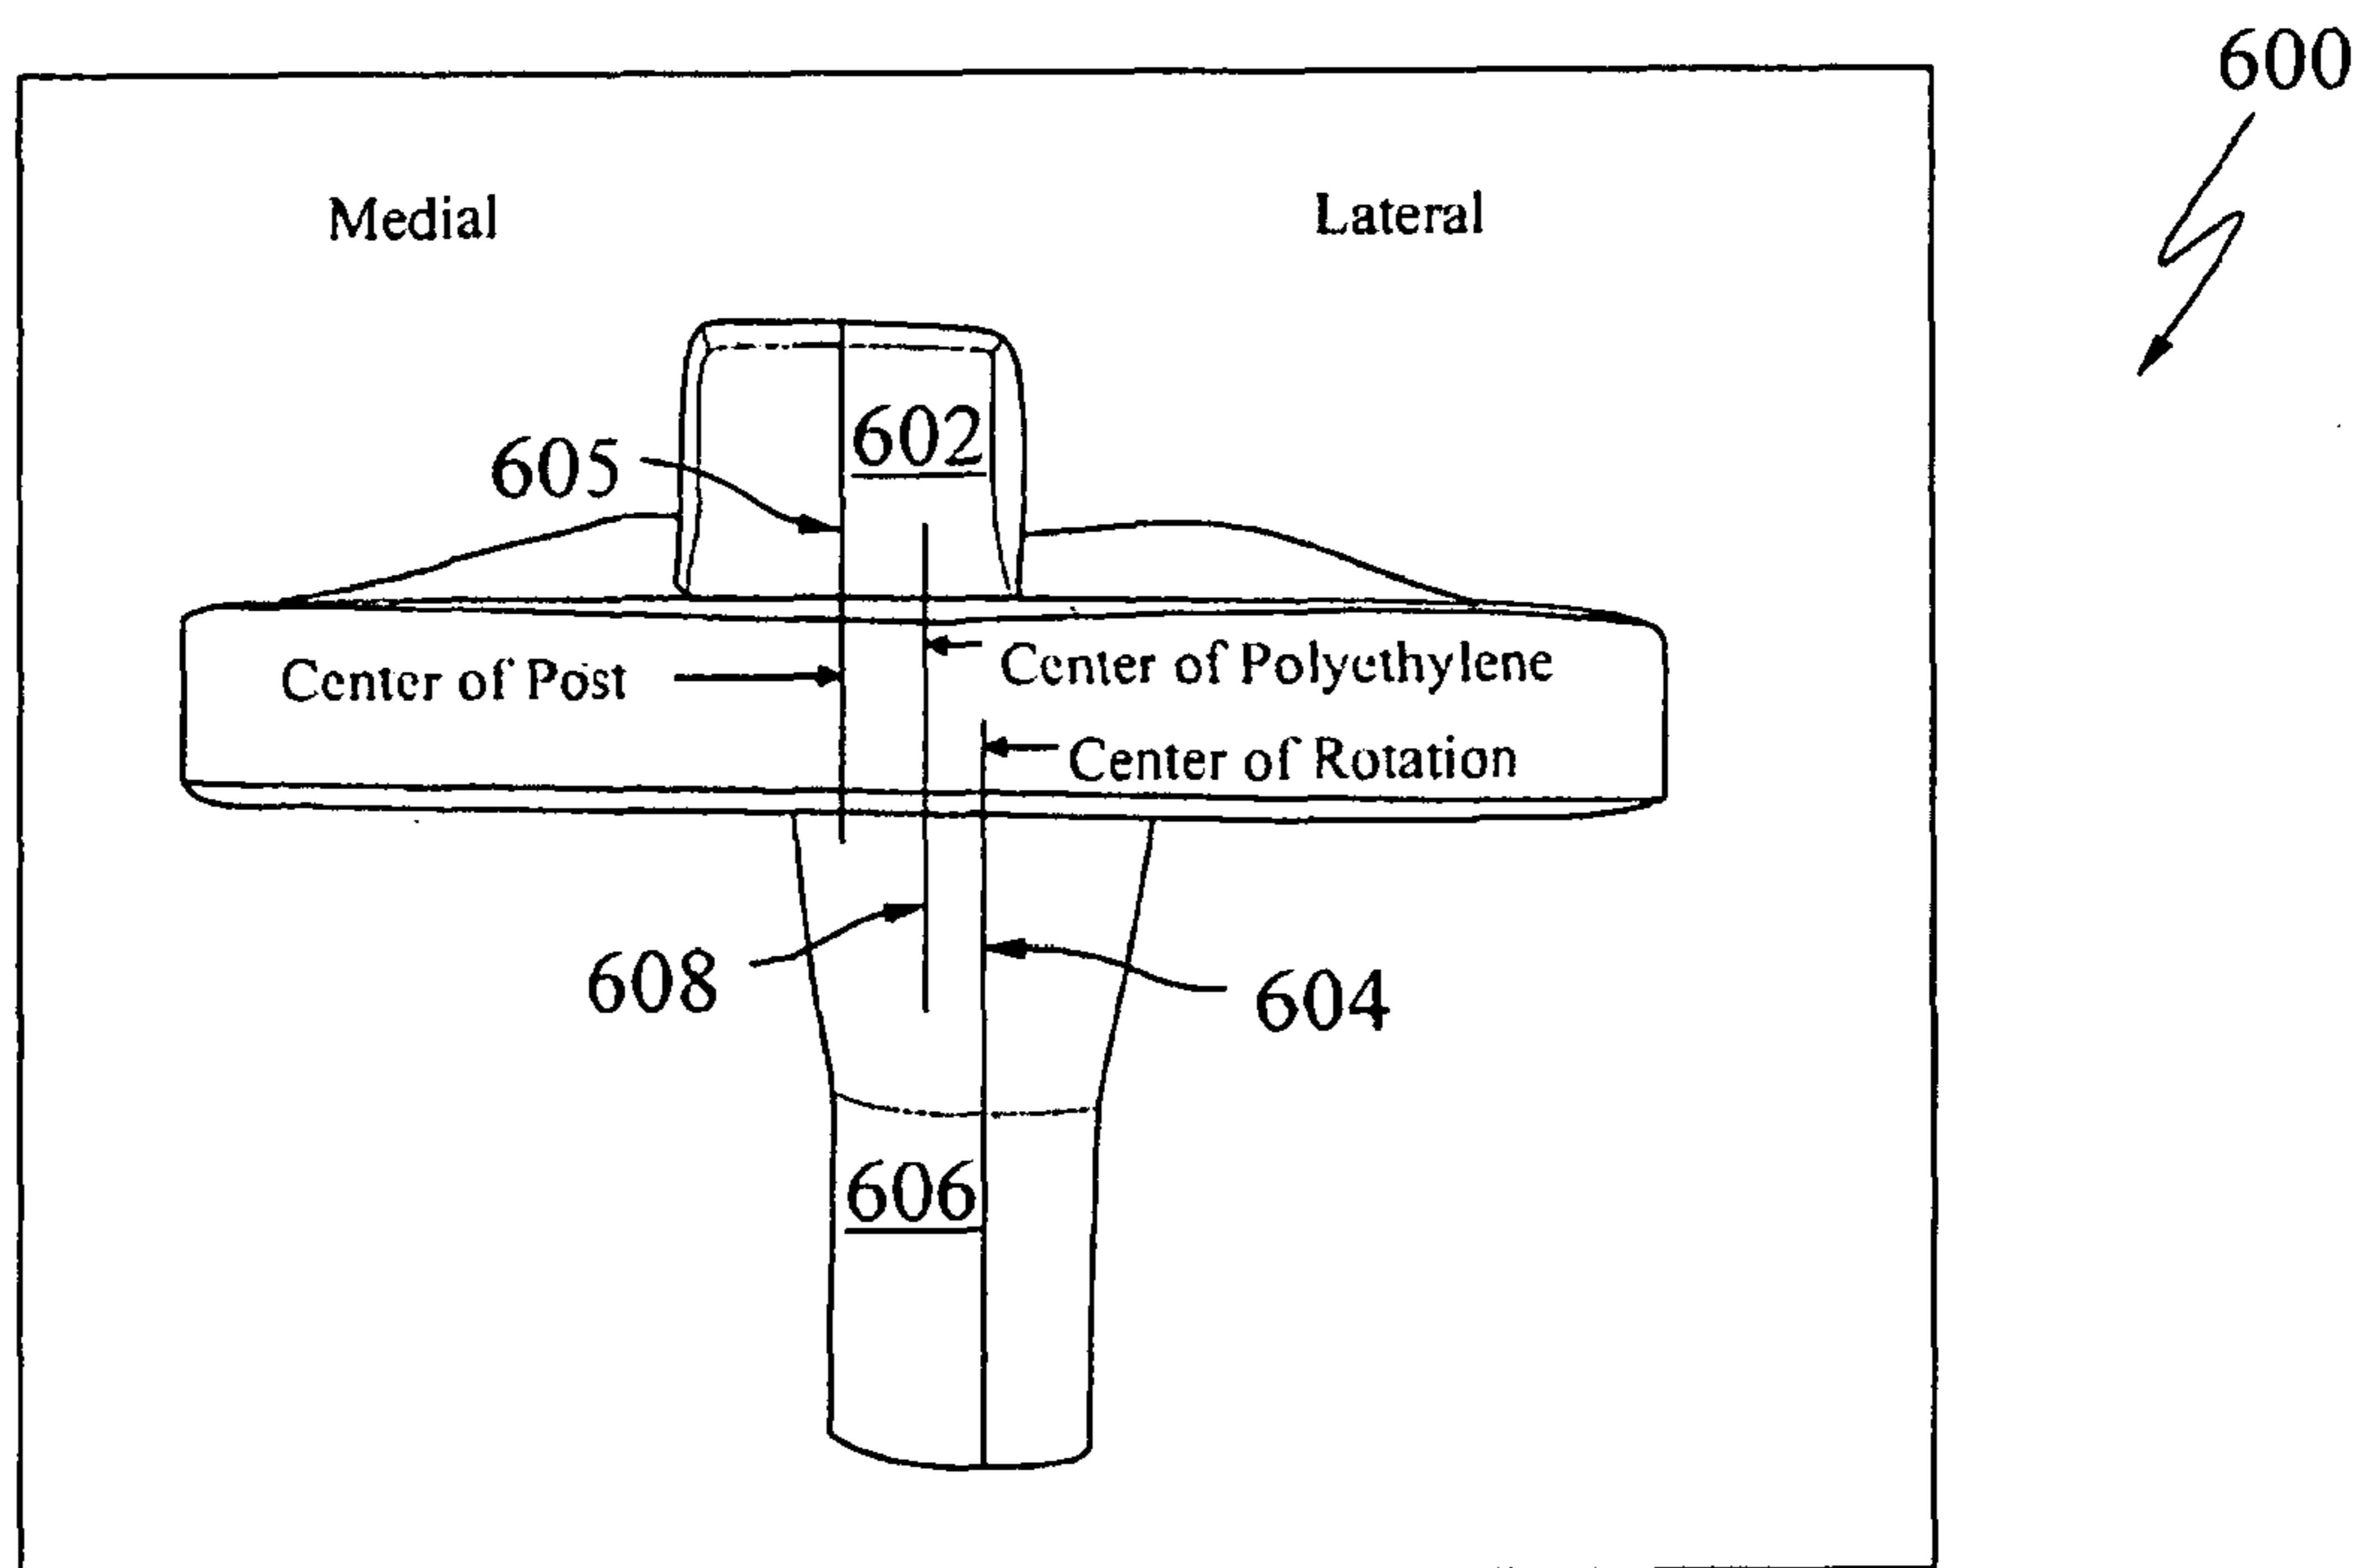 600
Medial
Lateral
602
605
Center of Polyethylene
Center of Post
Center of Rotation
608
604
606